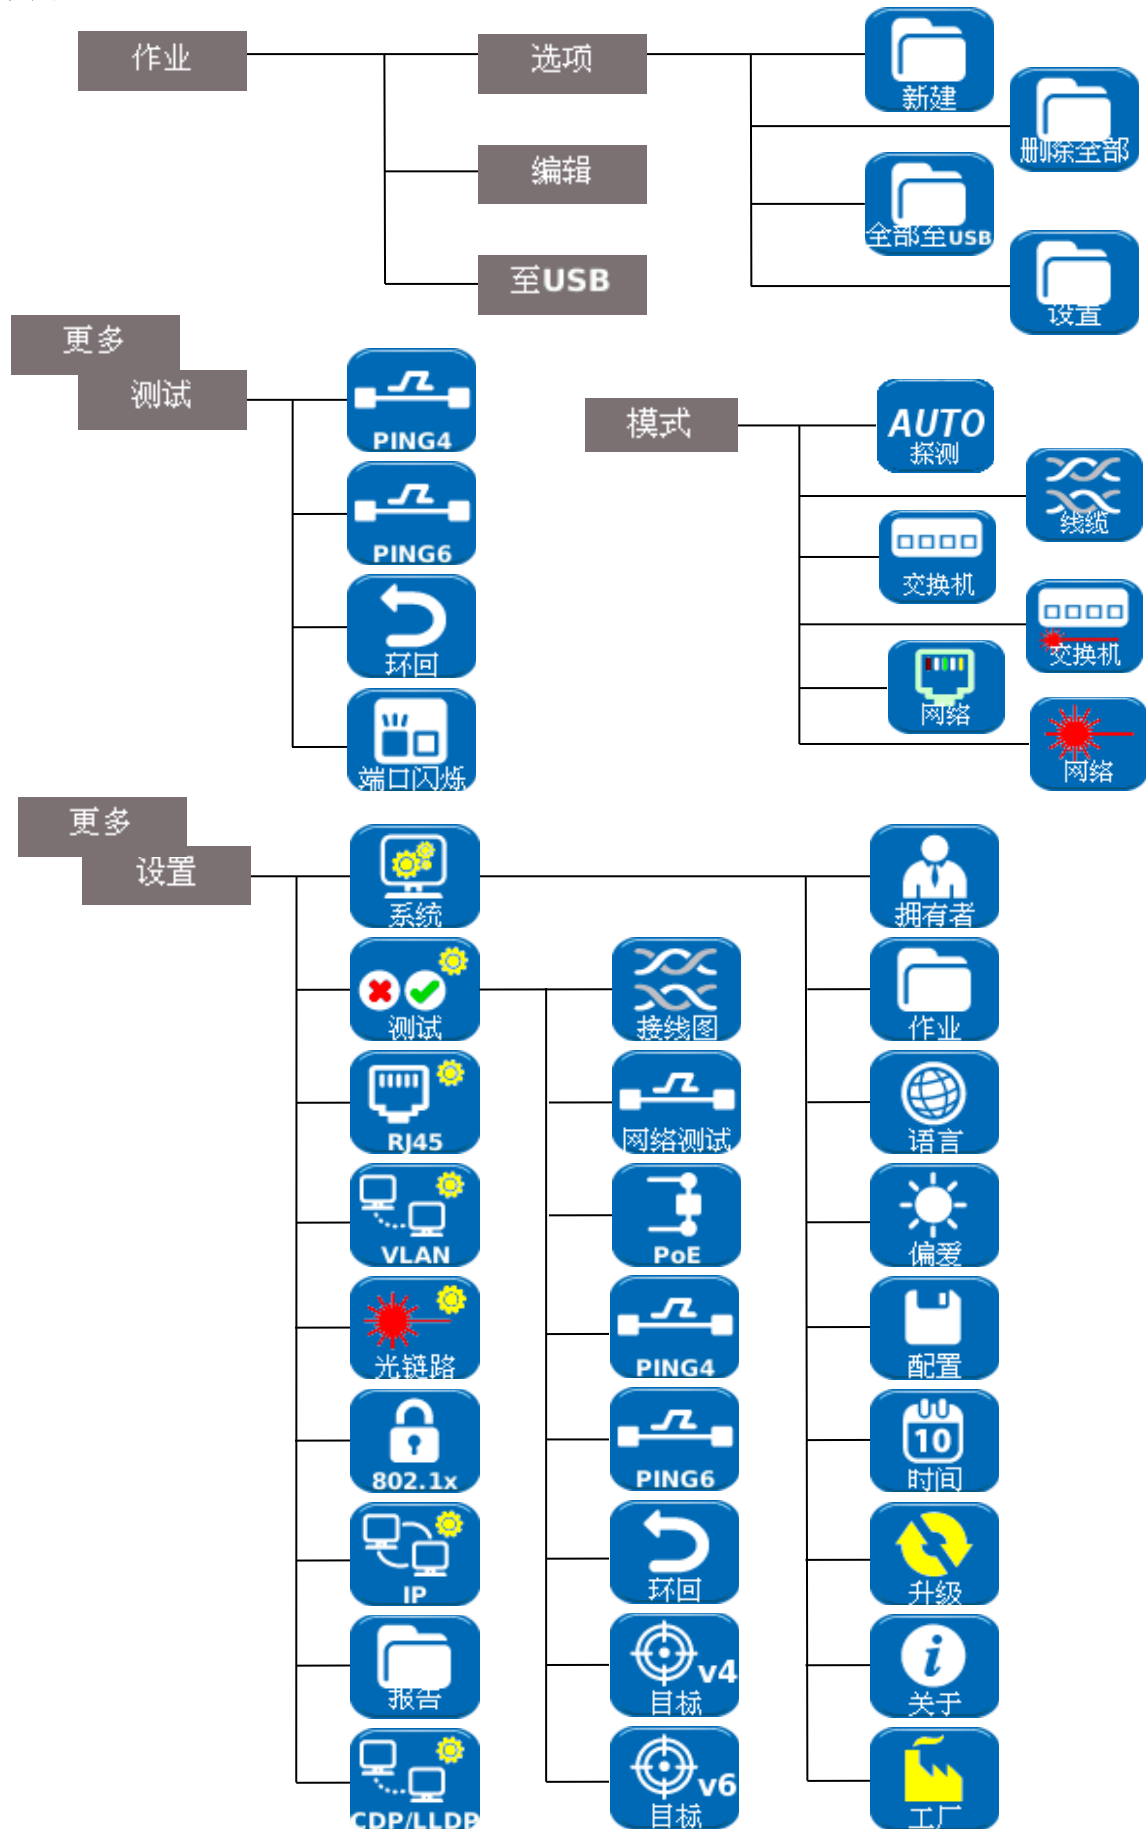 作业
选项
新建
删除全部
编辑
全部至USB
至USB
设置
更多
测试
PING4
PING6
环回
端口闪烁
模式
AUTO
探测
线缆
交换机
交换机
网络
网络
更多
设置
系统
拥有者
测试
接线图
作业
RJ45
网络测试
语言
VLAN
PoE
偏爱
光链路
PING4
配置
802.1x
PING6
10
时间
IP
环回
升级
报告
v4
目标
i
关于
CDP/LLDP
v6
目标
工厂